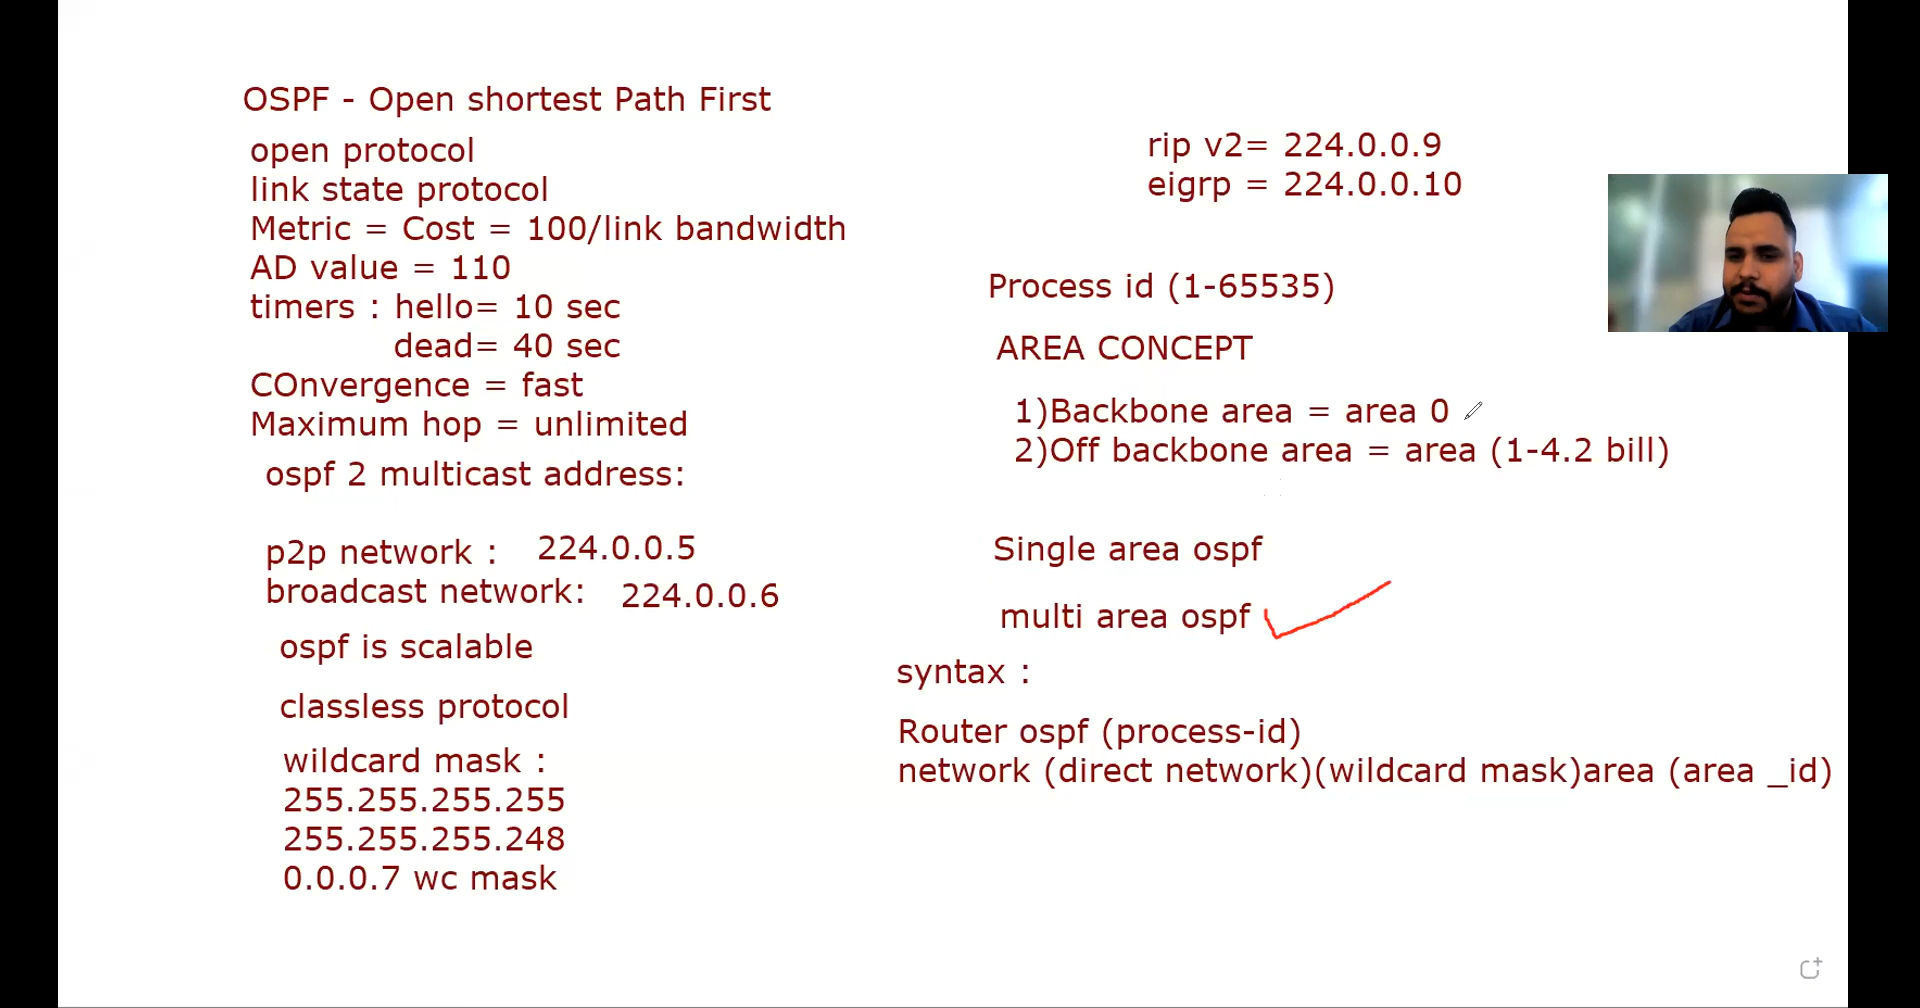 OSPF - Open shortest Path First
open protocol
link state protocol
Metric = Cost = 100/link bandwidth
AD value = 110
timers : hello= 10 sec
dead= 40 sec
COnvergence = fast
Maximum hop = unlimited
ospf 2 multicast address:
p2p network : 224.0.0.5
broadcast network: 224.0.0.6
ospf is scalable
classless protocol
wildcard mask :
255.255.255.255
255.255.255.248
0.0.0.7 wc mask
rip v2= 224.0.0.9
eigrp = 224.0.0.10
Process id (1-65535)
AREA CONCEPT
1)Backbone area = area 0
2)Off backbone area = area (1-4.2 bill)
Single area ospf
multi area ospf
syntax :
Router ospf (process-id)
network (direct network)(wildcard mask)area (area _id)